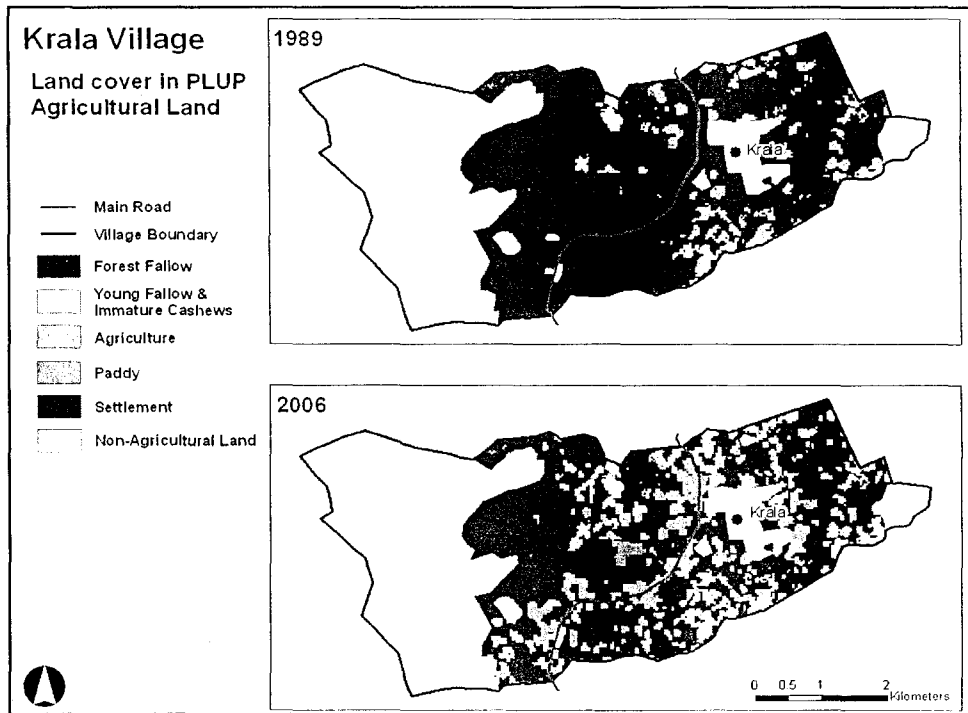 Krala Village
Land cover in PLUP
Agricultural Land
Main Road
Village Boundary
Forest Fallow
Young Fallow &
Immature Cashews
Agriculture
Paddy
Settlement
Non-Agricultural Land
1989
Krala
2006
Krala
0 0.5 1 2
Kilometers